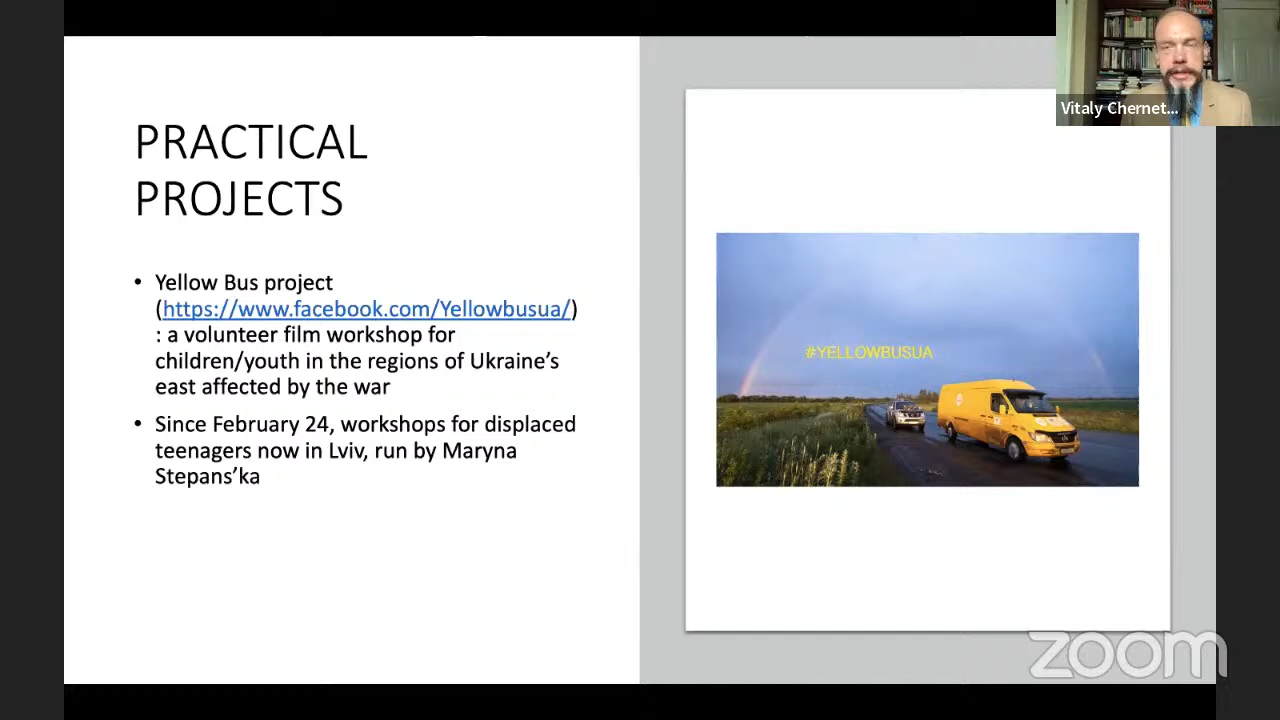 PRACTICAL
PROJECTS
• Yellow Bus project
(https://www.facebook.com/Yellowbusua/)
: a volunteer film workshop for
children/youth in the regions of Ukraine’s
east affected by the war
• Since February 24, workshops for displaced
teenagers now in Lviv, run by Maryna
Stepans’ka
#YELLOWBUSUA
Vitaly Chernet...
zoom